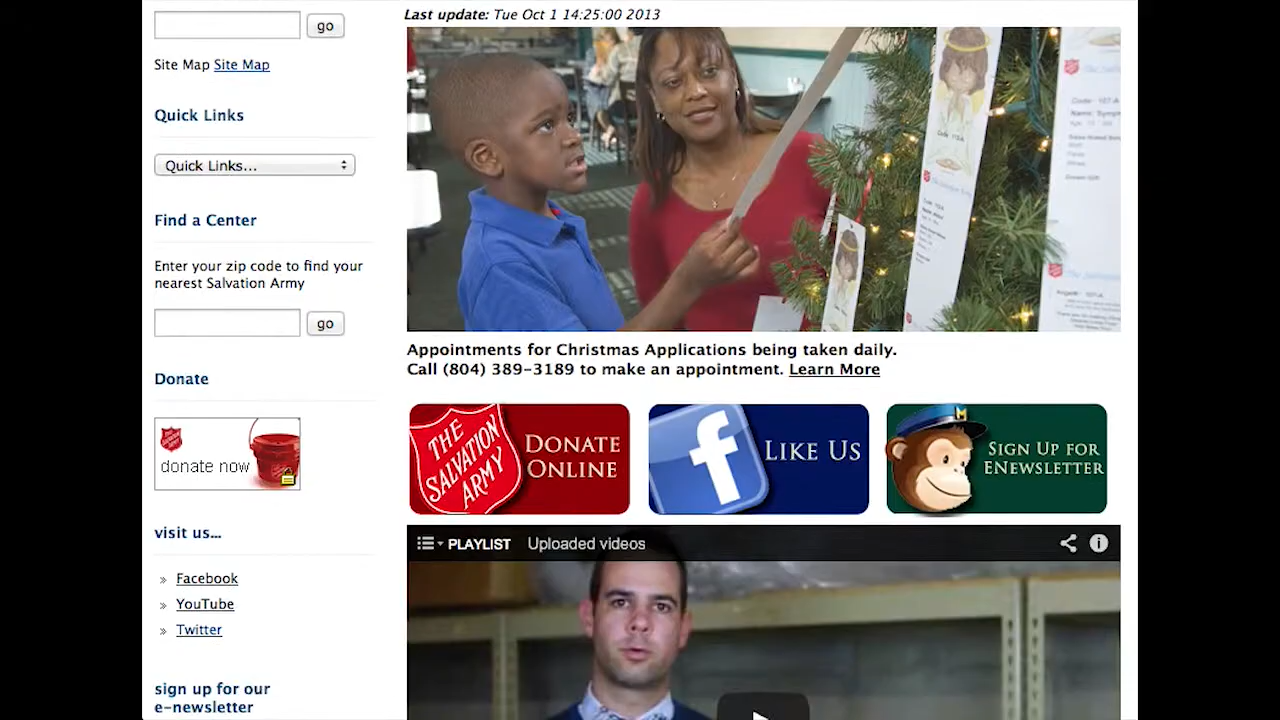 go
Site Map Site Map
Quick Links
Quick Links...
Find a Center
Enter your zip code to find your
nearest Salvation Army
go
Donate
donate now
visit us...
» Facebook
» YouTube
» Twitter
sign up for our
e-newsletter
Last update: Tue Oct 1 14:25:00 2013
Appointments for Christmas Applications being taken daily.
Call (804) 389-3189 to make an appointment. Learn More
THE
SALVATION
ARMY
DONATE
ONLINE
f
LIKE US
M
SIGN UP FOR
ENEWSLETTER
PLAYLIST Uploaded videos